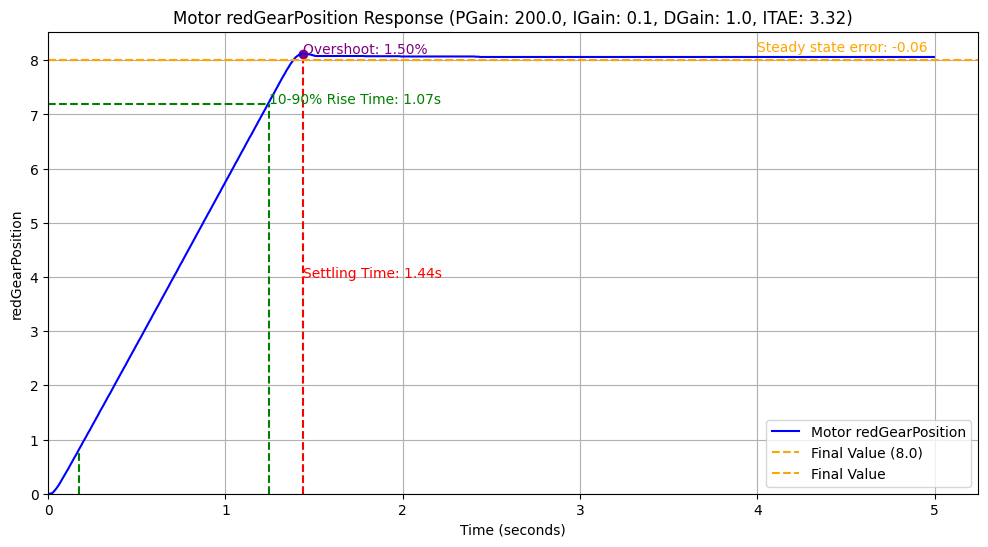 Motor redGearPosition Response (PGain: 200.0, IGain: 0.1, DGain: 1.0, ITAE: 3.32)
Overshoot: 1.50%
Steady state error: -0.06
10-90% Rise Time: 1.07s
Settling Time: 1.44s
redGearPosition
8
7
6
5
4
3
2
1
0
Motor redGearPosition
Final Value (8.0)
Final Value
0 1 2 3 4 5
Time (seconds)